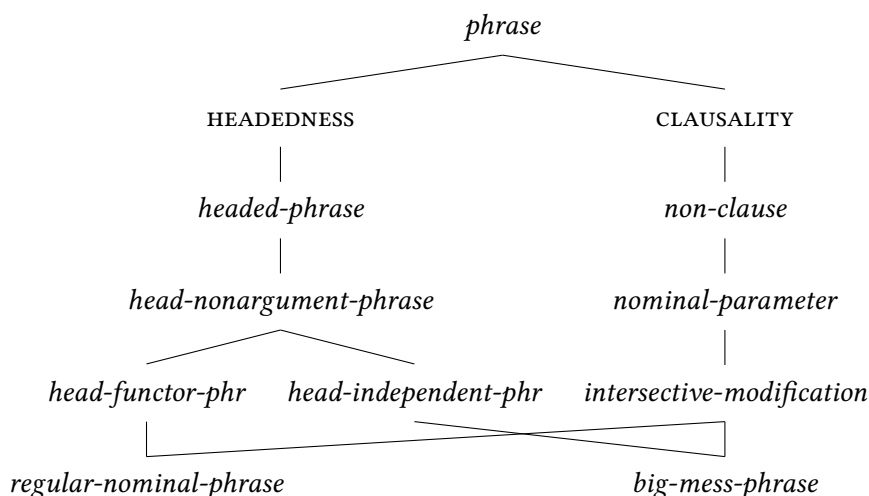 phrase
HEADEDNESS CLAUSALITY
headed-phrase non-clause
head-nonargument-phrase nominal-parameter
head-functor-phr head-independent-phr intersective-modification
regular-nominal-phrase big-mess-phrase